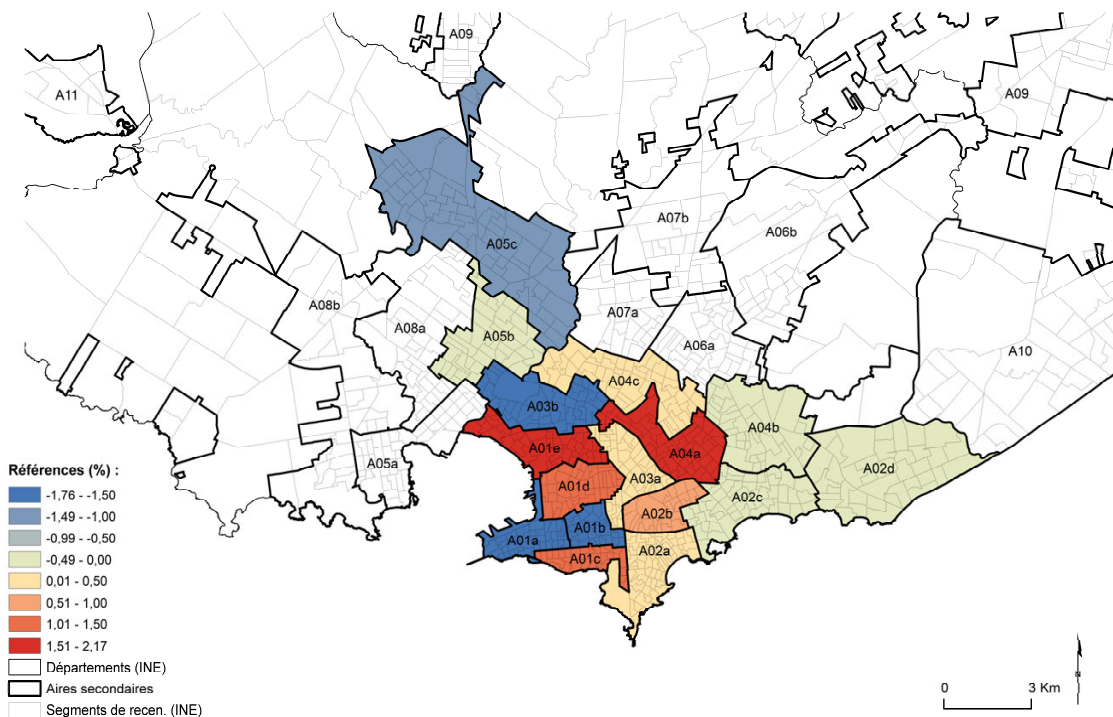 A09
A11
A09
A07b
A06b
A05c
A08b
A07a
A08a
A05b
A06a
A10
A04c
A03b
A04b
A01e
A04a
A05a
A02d
A03a
A01d
A02c
A02b
A01b
A01a
A02a
A01c
Références (%) :
-1,76 - -1,50
-1,49 - -1,00
-0,99 - -0,50
-0,49 - 0,00
0,01 - 0,50
0,51 - 1,00
1,01 - 1,50
1,51 - 2,17
Départements (INE)
Aires secondaires
Segments de recen. (INE)
N
0 3 Km